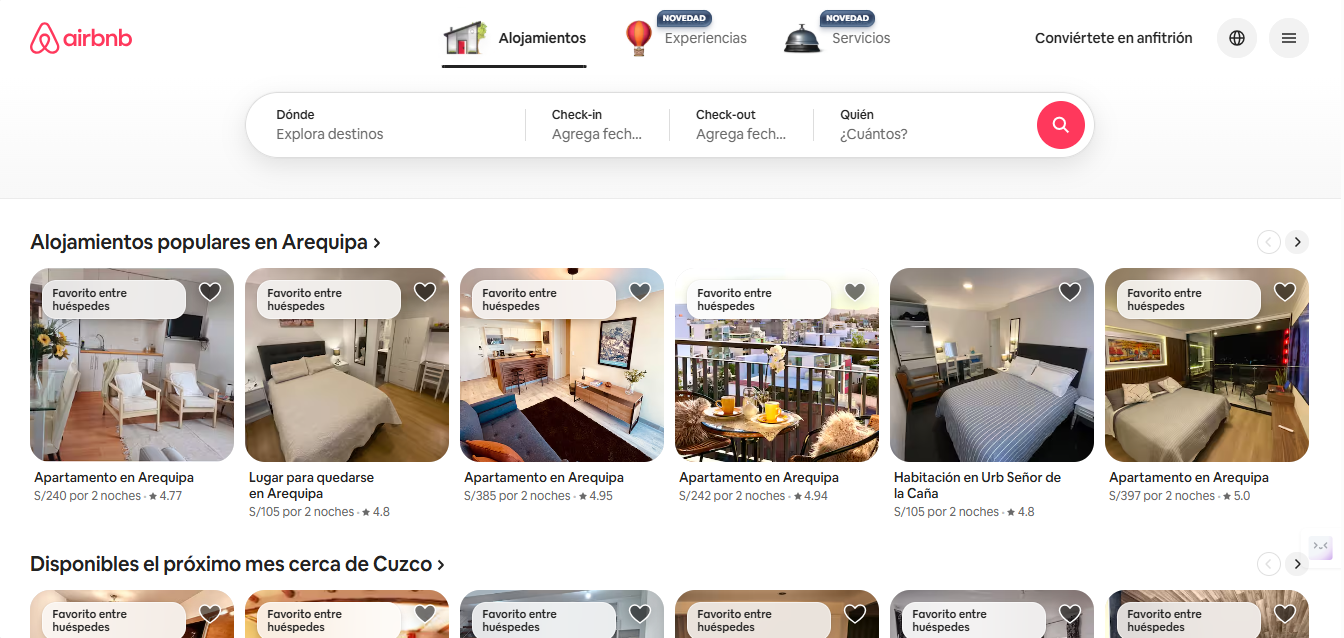 airbnb
Alojamientos
NOVEDAD
Experiencias
NOVEDAD
Servicios
Conviértete en anfitrión
Dónde
Explora destinos
Check-in
Agrega fech...
Check-out
Agrega fech...
Quién
¿Cuántos?
Alojamientos populares en Arequipa ›
Favorito entre
huéspedes
Favorito entre
huéspedes
Favorito entre
huéspedes
Favorito entre
huéspedes
Favorito entre
huéspedes
Apartamento en Arequipa
S/240 por 2 noches · ★ 4.77
Lugar para quedarse
en Arequipa
S/105 por 2 noches · ★ 4.8
Apartamento en Arequipa
S/385 por 2 noches · ★ 4.95
Apartamento en Arequipa
S/242 por 2 noches · ★ 4.94
Habitación en Urb Señor de
la Caña
S/105 por 2 noches · ★ 4.8
Apartamento en Arequipa
S/397 por 2 noches · ★ 5.0
Disponibles el próximo mes cerca de Cuzco ›
Favorito entre
huéspedes
Favorito entre
huéspedes
Favorito entre
huéspedes
Favorito entre
huéspedes
Favorito entre
huéspedes
Favorito entre
huéspedes